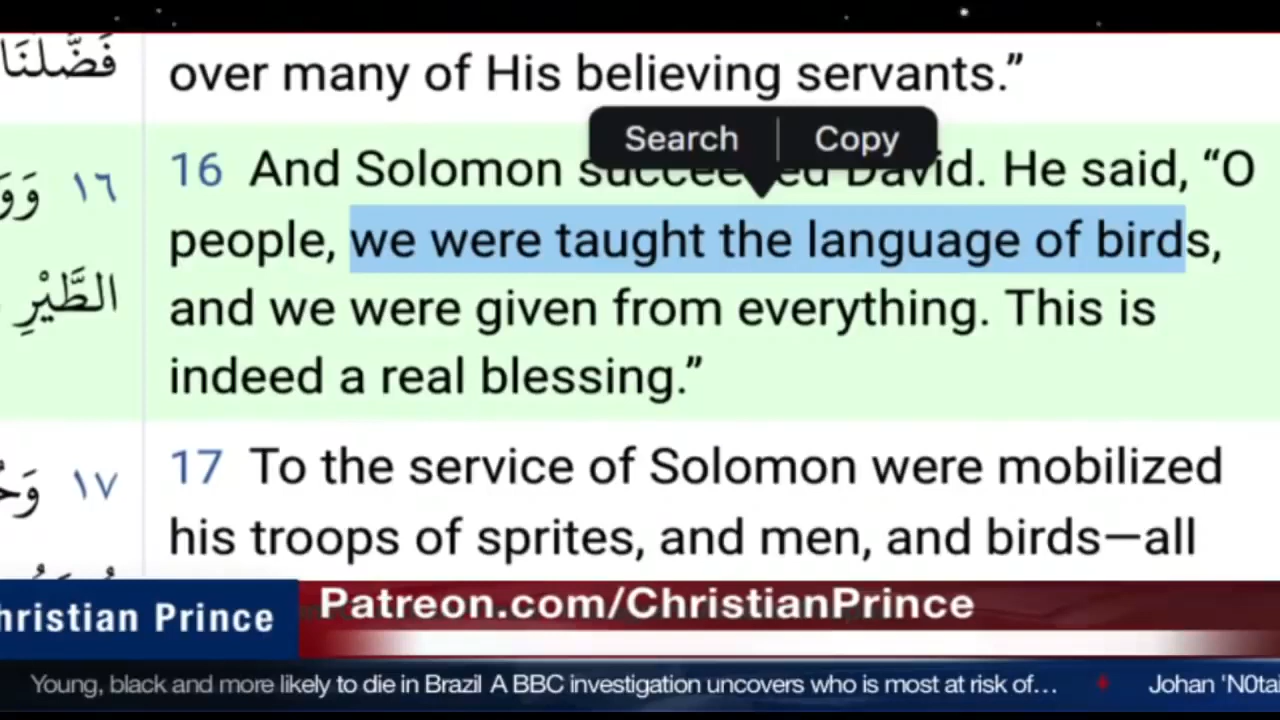 فَضَّلَنَا
over many of His believing servants.”
Search
Copy
16 And Solomon succeeded David. He said, “O
people, we were taught the language of birds,
and we were given from everything. This is
indeed a real blessing.”
١٦
الطَّيْرِ
17 To the service of Solomon were mobilized
his troops of sprites, and men, and birds—all
١٧
hristian Prince
Patreon.com/ChristianPrince
Young, black and more likely to die in Brazil A BBC investigation uncovers who is most at risk of…
Johan 'N0tai